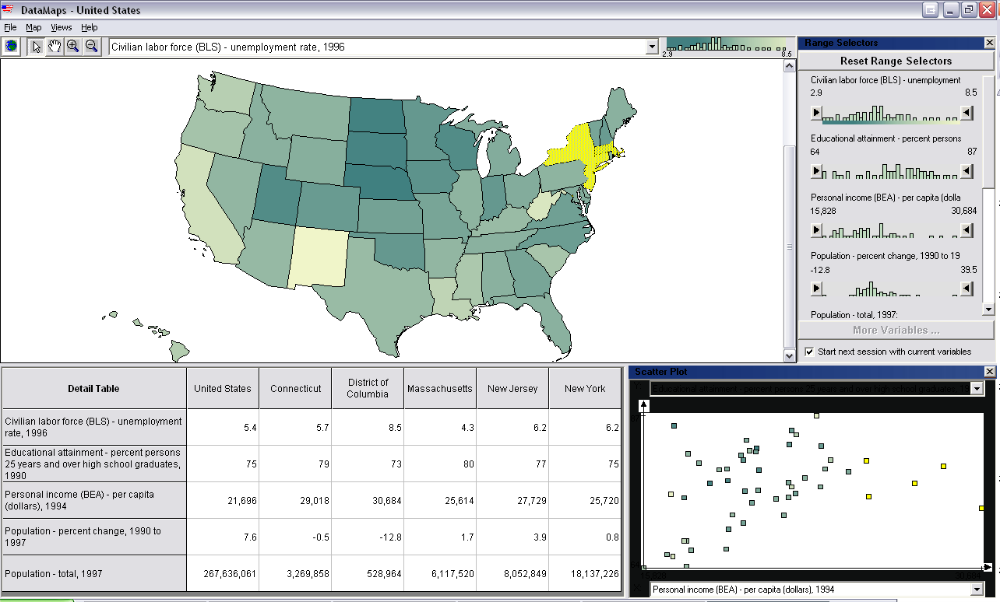 DataMaps - United States
File Map Views Help
Civilian labor force (BLS) - unemployment rate, 1996
2.9 8.5
Range Selectors
Reset Range Selectors
Civilian labor force (BLS) - unemployment
2.9 8.5
Educational attainment - percent persons
64 87
Personal income (BEA) - per capita (dolla
15,828 30,684
Population - percent change, 1990 to 19
-12.8 39.5
Population - total, 1997:
More Variables ...
Start next session with current variables
Detail Table United States Connecticut District of Columbia Massachusetts New Jersey New York
Civilian labor force (BLS) - unemployment
rate, 1996 5.4 5.7 8.5 4.3 6.2 6.2
Educational attainment - percent persons
25 years and over high school graduates,
1990 75 79 73 80 77 75
Personal income (BEA) - per capita
(dollars), 1994 21,696 29,018 30,684 25,614 27,729 25,720
Population - percent change, 1990 to
1997 7.6 -0.5 -12.8 1.7 3.9 0.8
Population - total, 1997 267,636,061 3,269,858 528,964 6,117,520 8,052,849 18,137,226
Scatter Plot
Educational attainment - percent persons 25 years and over high school graduates, 19
87
64
15,828 30,684
Personal income (BEA) - per capita (dollars), 1994